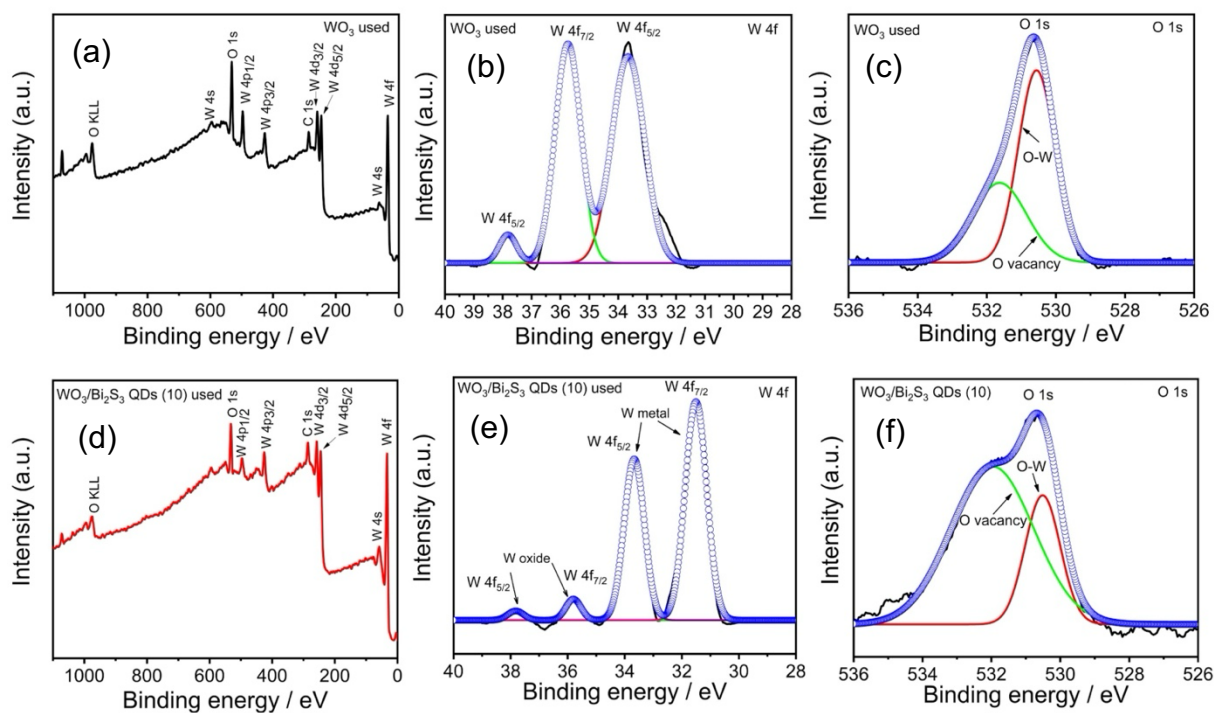 (a)
WO₃ used
O KLL
W 4s
O 1s
W 4p1/2
W 4p3/2
C 1s
W 4d3/2
W 4d5/2
W 4s
W 4f
Intensity (a.u.)
1000 800 600 400 200 0
Binding energy / eV
WO₃ used
W 4f7/2
W 4f5/2
W 4f
(b)
W 4f5/2
Intensity (a.u.)
40 39 38 37 36 35 34 33 32 31 30 29 28
Binding energy / eV
WO₃ used
O 1s
O 1s
(c)
O-W
O vacancy
Intensity (a.u.)
536 534 532 530 528 526
Binding energy / eV
WO₃/Bi₂S₃ QDs (10) used
(d)
O KLL
O 1s
W 4p1/2
W 4p3/2
C 1s
W 4d3/2
W 4d5/2
W 4s
W 4f
Intensity (a.u.)
1000 800 600 400 200 0
Binding energy / eV
WO₃/Bi₂S₃ QDs (10) used
W 4f7/2
W 4f
(e)
W metal
W 4f5/2
W oxide
W 4f5/2
W 4f7/2
Intensity (a.u.)
40 38 36 34 32 30 28
Binding energy / eV
WO₃/Bi₂S₃ QDs (10)
O 1s
O 1s
(f)
O-W
O vacancy
Intensity (a.u.)
536 534 532 530 528 526
Binding energy / eV